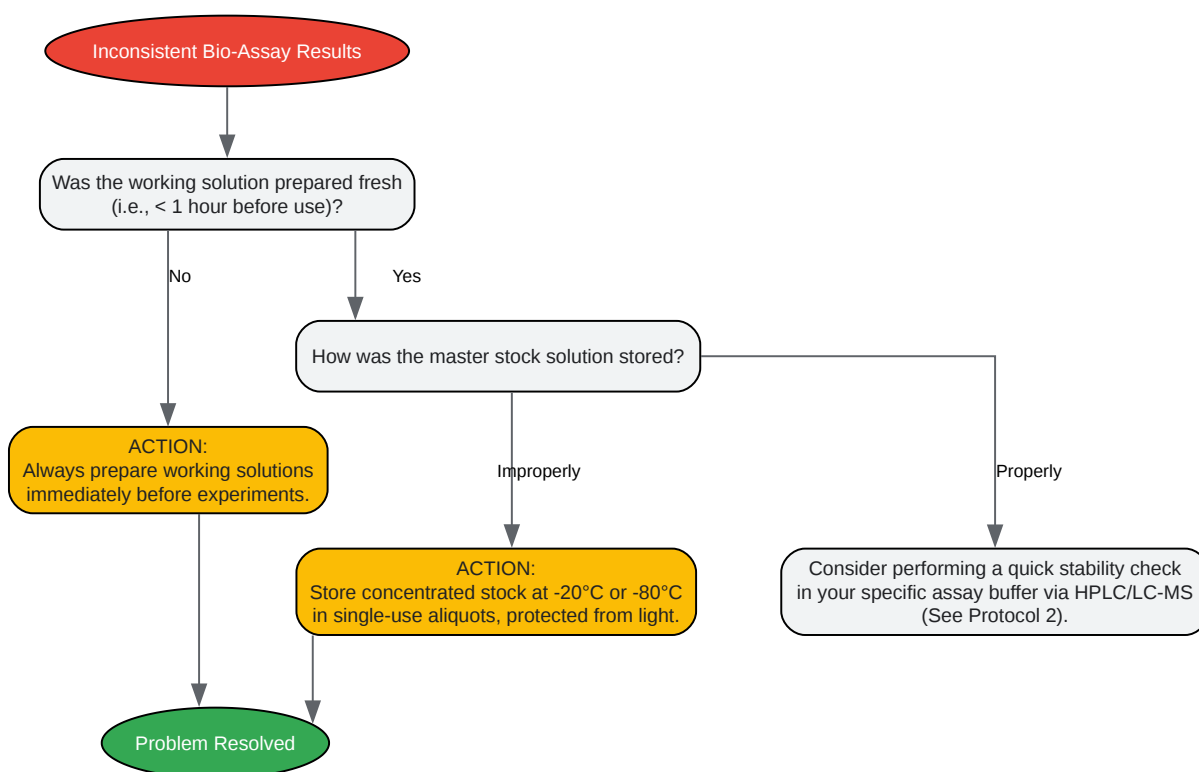 Inconsistent Bio-Assay Results
Was the working solution prepared fresh
(i.e., < 1 hour before use)?
No
Yes
How was the master stock solution stored?
ACTION:
Always prepare working solutions
immediately before experiments.
Improperly
Properly
ACTION:
Store concentrated stock at -20°C or -80°C
in single-use aliquots, protected from light.
Consider performing a quick stability check
in your specific assay buffer via HPLC/LC-MS
(See Protocol 2).
Problem Resolved